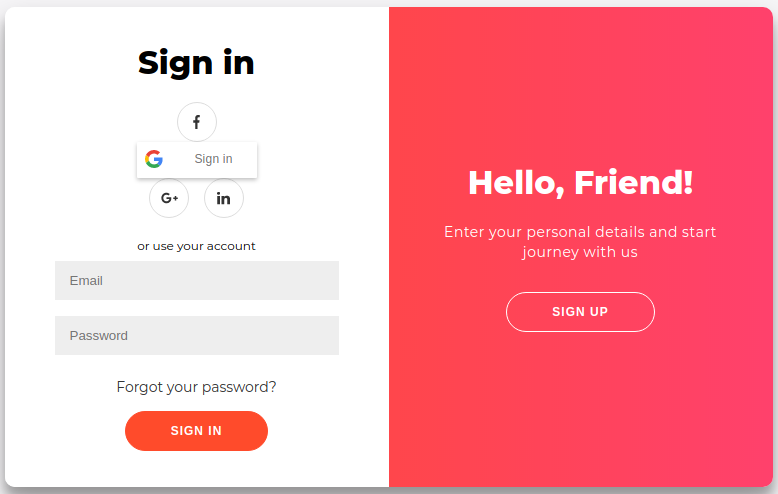 Sign in
f
G Sign in
G+ in
or use your account
Email
Password
Forgot your password?
SIGN IN
Hello, Friend!
Enter your personal details and start
journey with us
SIGN UP